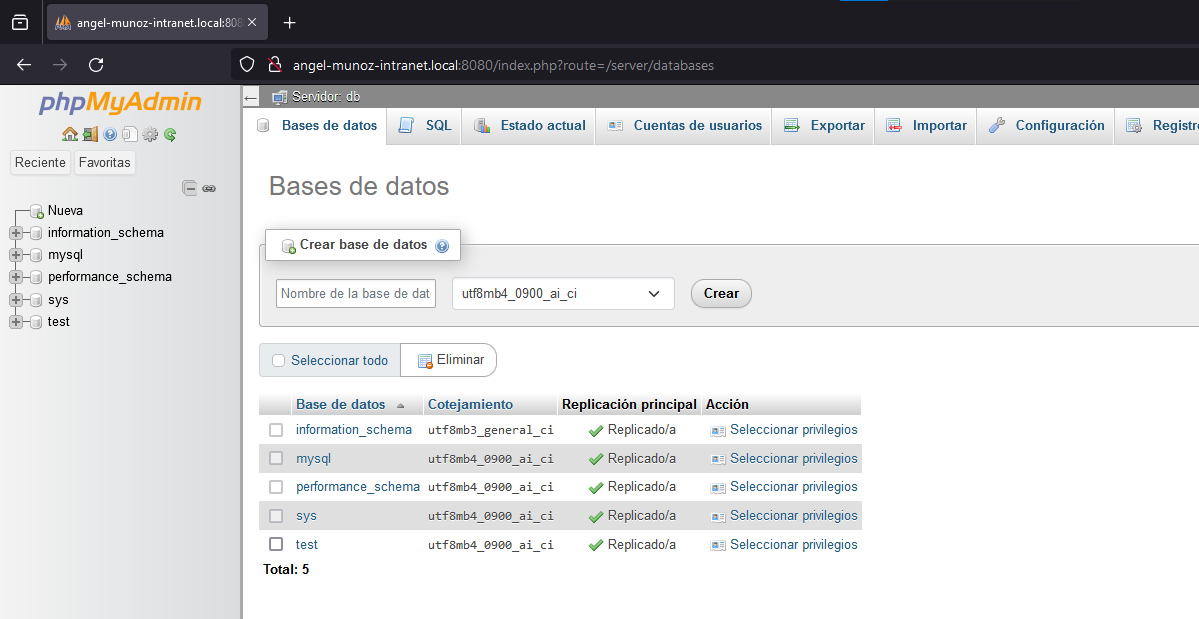 angel-munoz-intranet.local:808
angel-munoz-intranet.local:8080/index.php?route=/server/databases
phpMyAdmin
Reciente
Favoritas
Nueva
information_schema
mysql
performance_schema
sys
test
Servidor: db
Bases de datos
SQL
Estado actual
Cuentas de usuarios
Exportar
Importar
Configuración
Registro
Bases de datos
Crear base de datos
Nombre de la base de dat
utf8mb4_0900_ai_ci
Crear
Seleccionar todo
Eliminar
Base de datos Cotejamiento Replicación principal Acción
information_schema utf8mb3_general_ci Replicado/a Seleccionar privilegios
mysql utf8mb4_0900_ai_ci Replicado/a Seleccionar privilegios
performance_schema utf8mb4_0900_ai_ci Replicado/a Seleccionar privilegios
sys utf8mb4_0900_ai_ci Replicado/a Seleccionar privilegios
test utf8mb4_0900_ai_ci Replicado/a Seleccionar privilegios
Total: 5